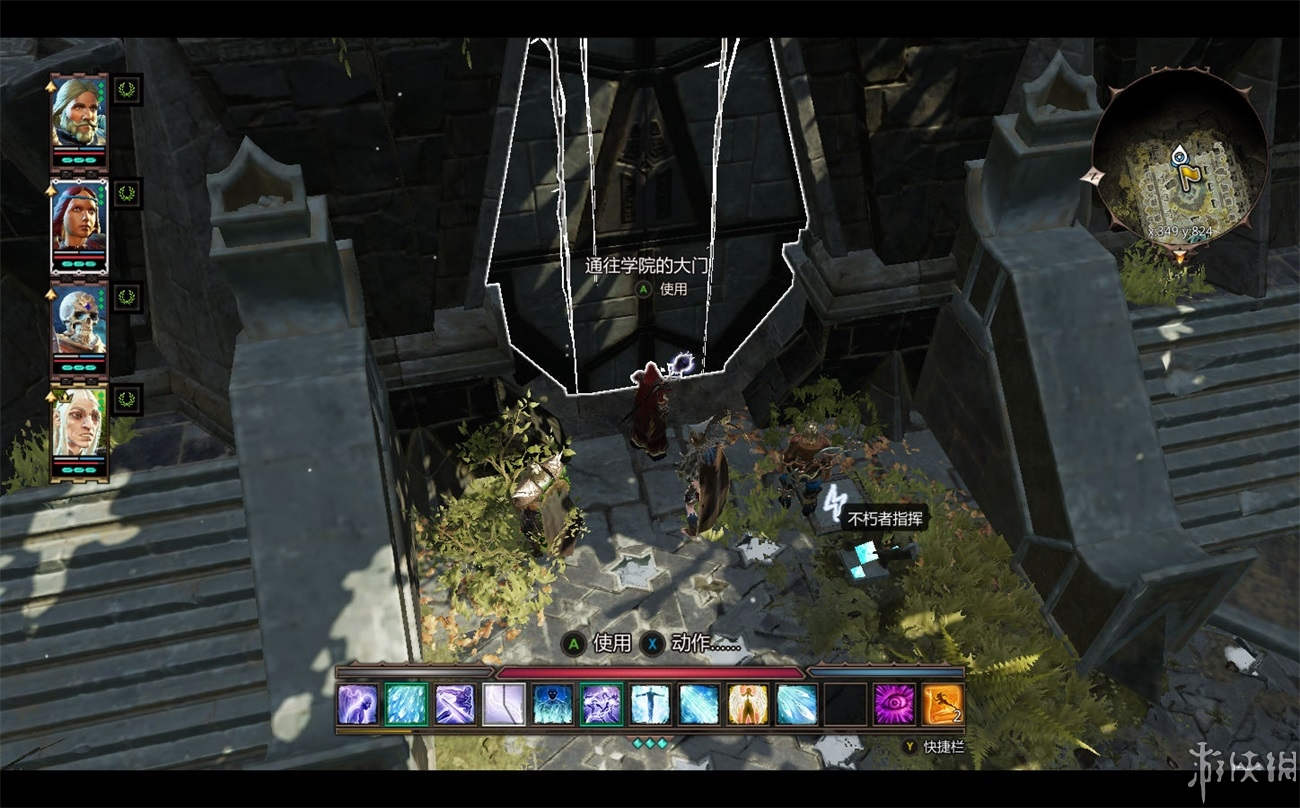 x:349 y:824
通往学院的大门
A 使用
不朽者指挥
A 使用 X 动作......
2
Y 快捷栏
游侠网